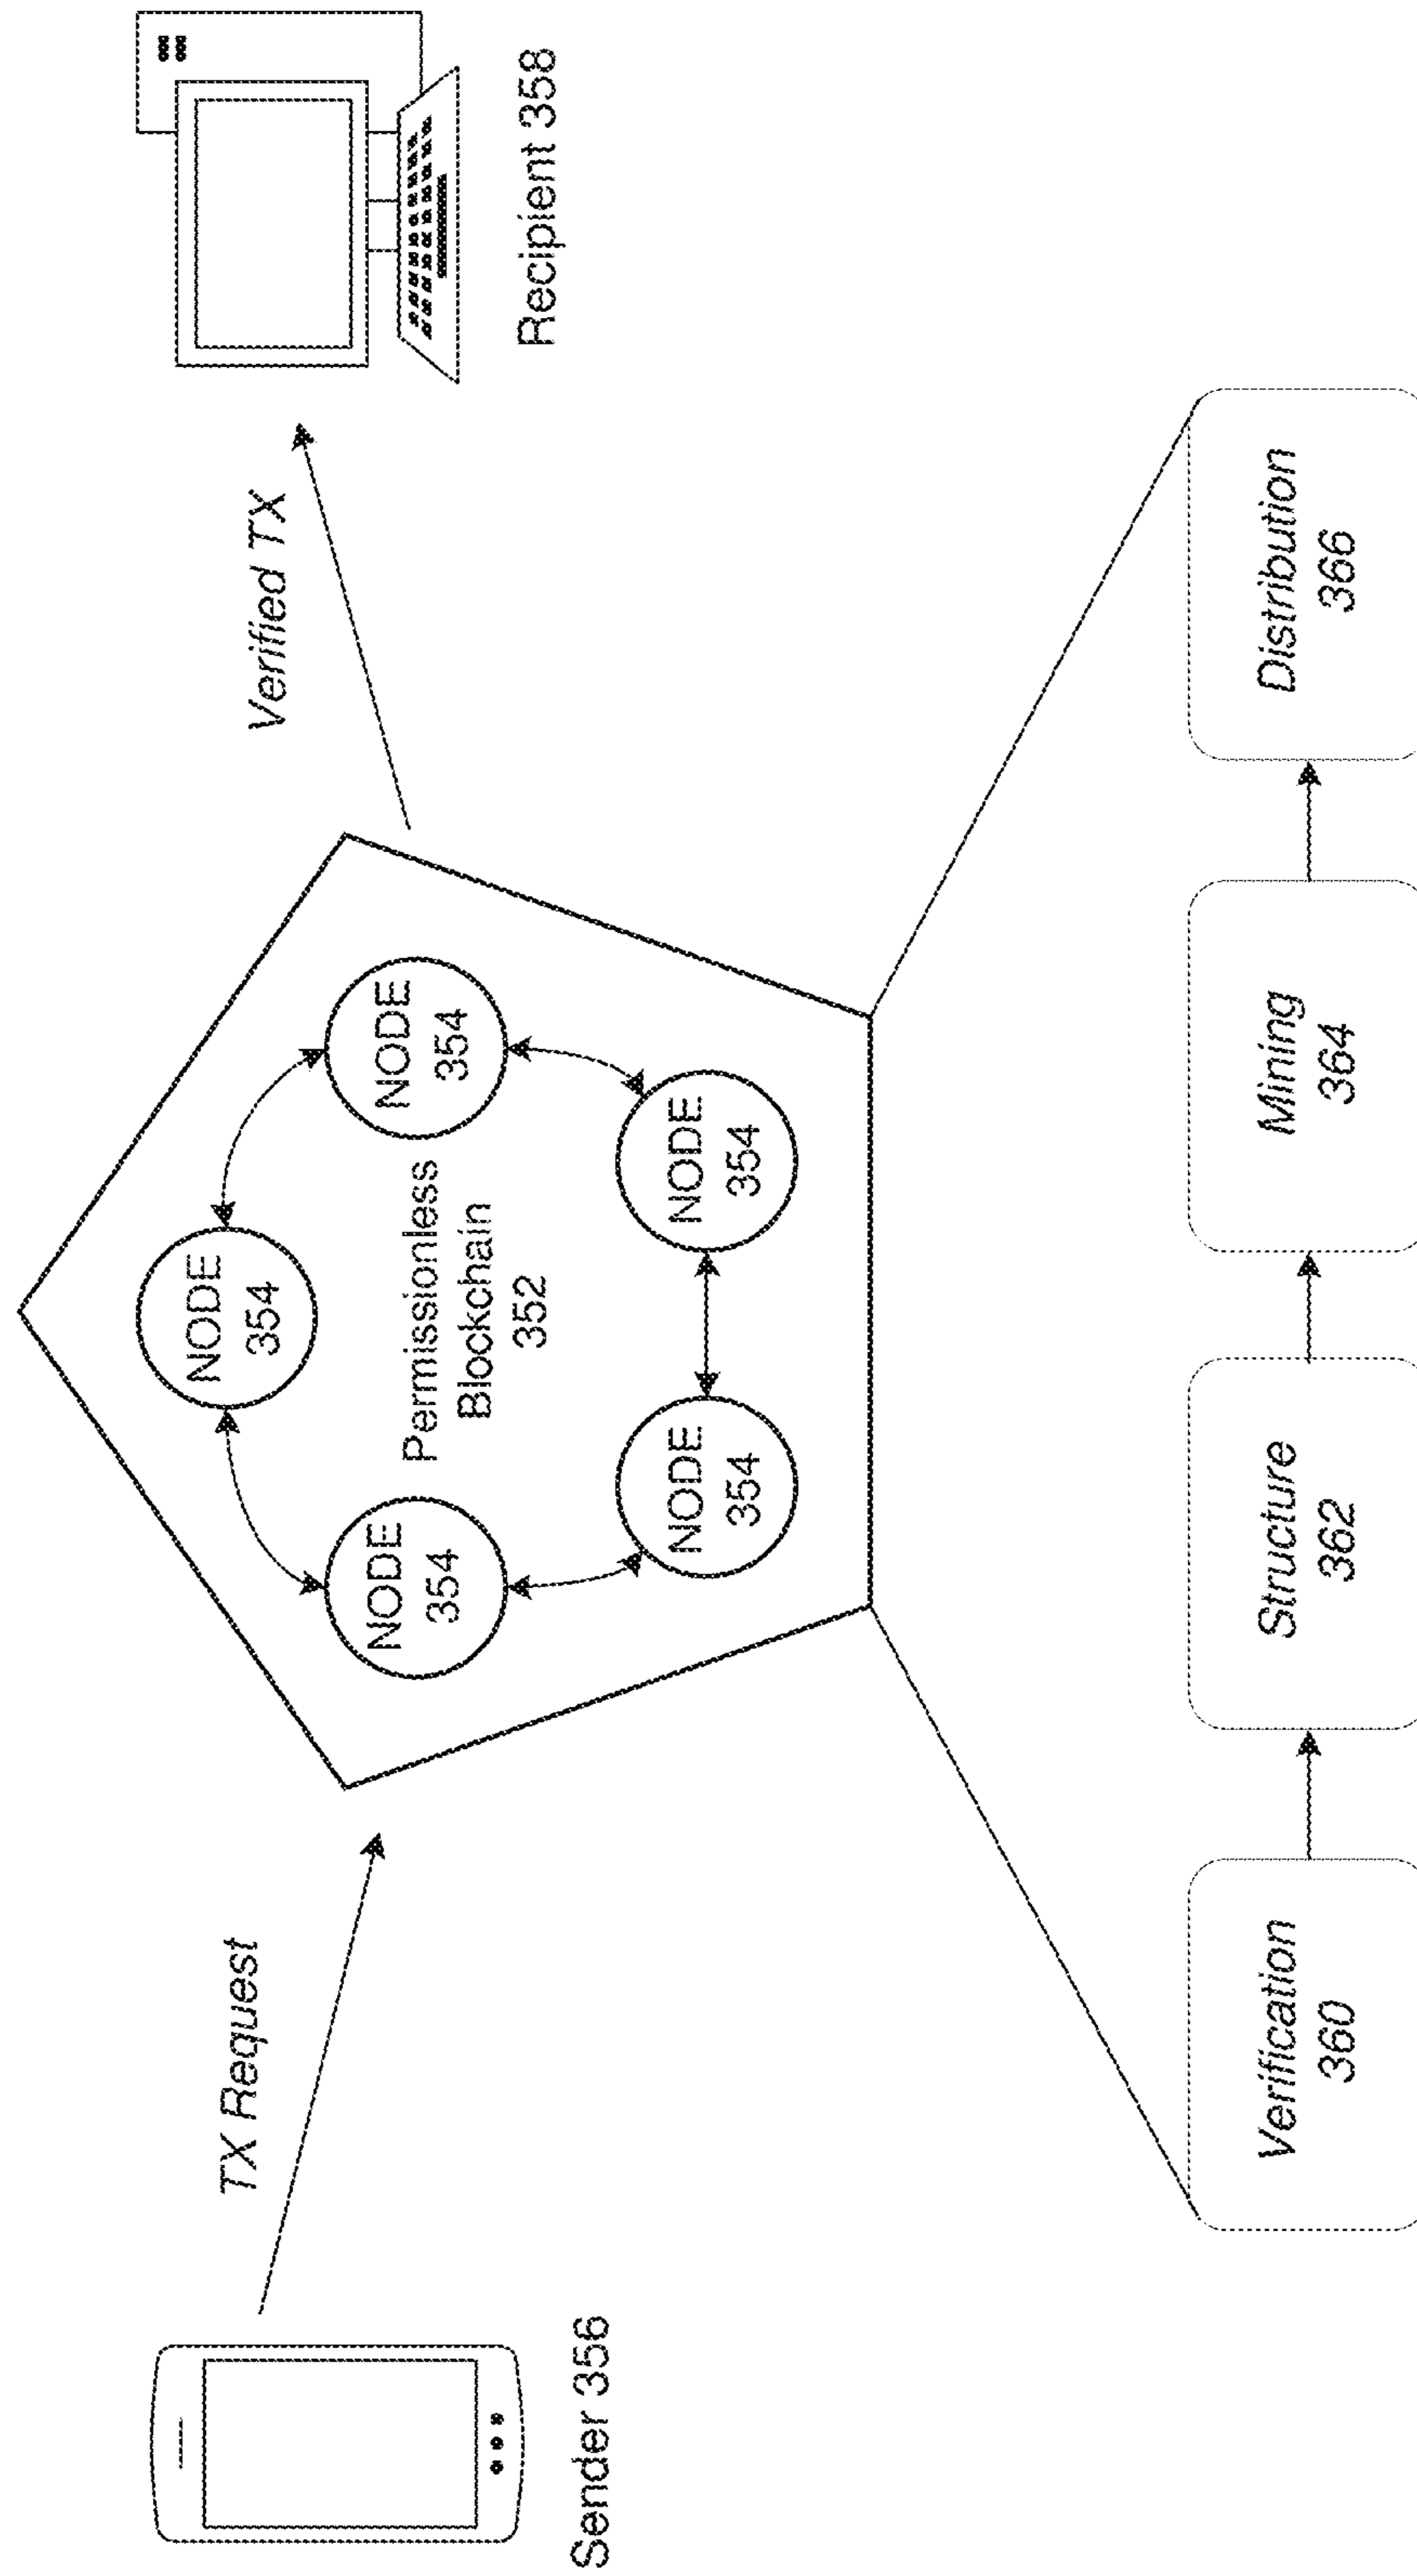 TX Request
Verified TX
Sender 356
Recipient 358
NODE
354
NODE
354
NODE
354
Permissionless
Blockchain
352
NODE
354
NODE
354
Verification
360
Structure
362
Mining
364
Distribution
366